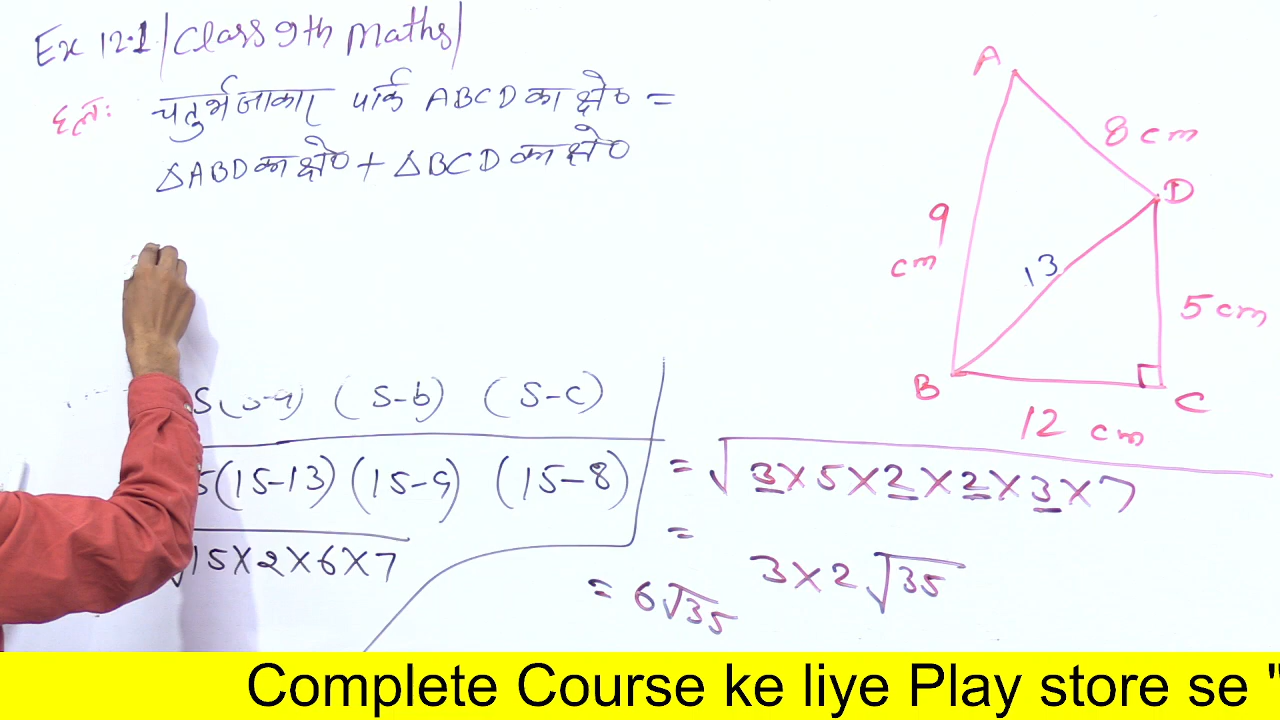 Ex 12.1 | Class 9th Maths |
हल: चतुर्भुजाकार पार्क ABCD का क्षे० =
△ABD का क्षे० + △BCD का क्षे०
A
8 cm
D
9
cm
13
5 cm
B
C
12 cm
S(S-a) (S-b) (S-c)
(15-13) (15-9) (15-8)
√15×2×6×7
= √3×5×2×2×3×7
=
3×2√35
= 6√35
Complete Course ke liye Play store se "